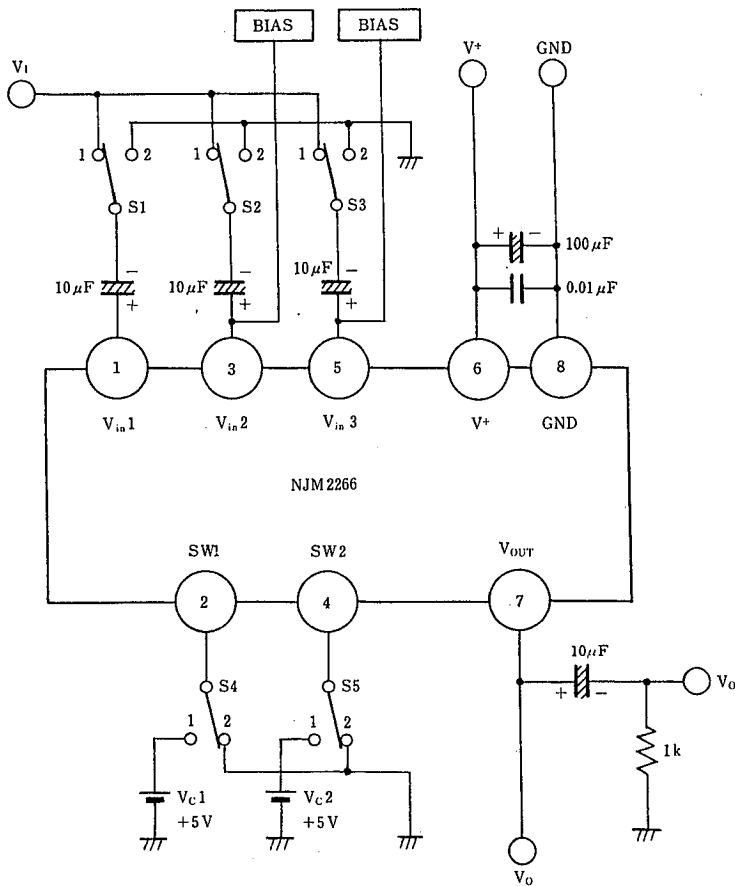 BIAS
BIAS
V+
GND
V1
1
2
1
2
1
2
S1
S2
S3
+
−
100μF
10μF
−
+
10μF
−
+
10μF
−
+
0.01μF
1
3
5
6
8
Vin1
Vin2
Vin3
V+
GND
NJM2266
SW1
SW2
VOUT
2
4
7
S4
S5
10μF
+
−
VO
1
2
1
2
1k
VC1
+5V
VC2
+5V
VO